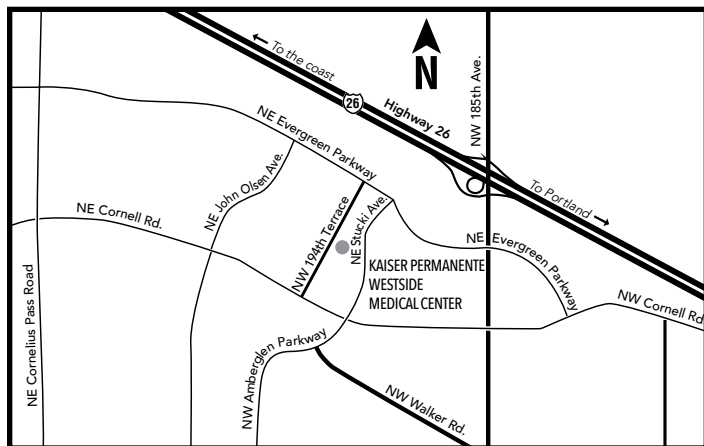 To the coast
N
NW 185th Ave.
26
Highway 26
NE Evergreen Parkway
To Portland
NE John Olsen Ave.
NE Cornell Rd.
NW 194th Terrace
NE Stucki Ave.
NE Evergreen Parkway
KAISER PERMANENTE
WESTSIDE
MEDICAL CENTER
NW Cornell Rd.
NE Cornelius Pass Road
NW Amberglen Parkway
NW Walker Rd.